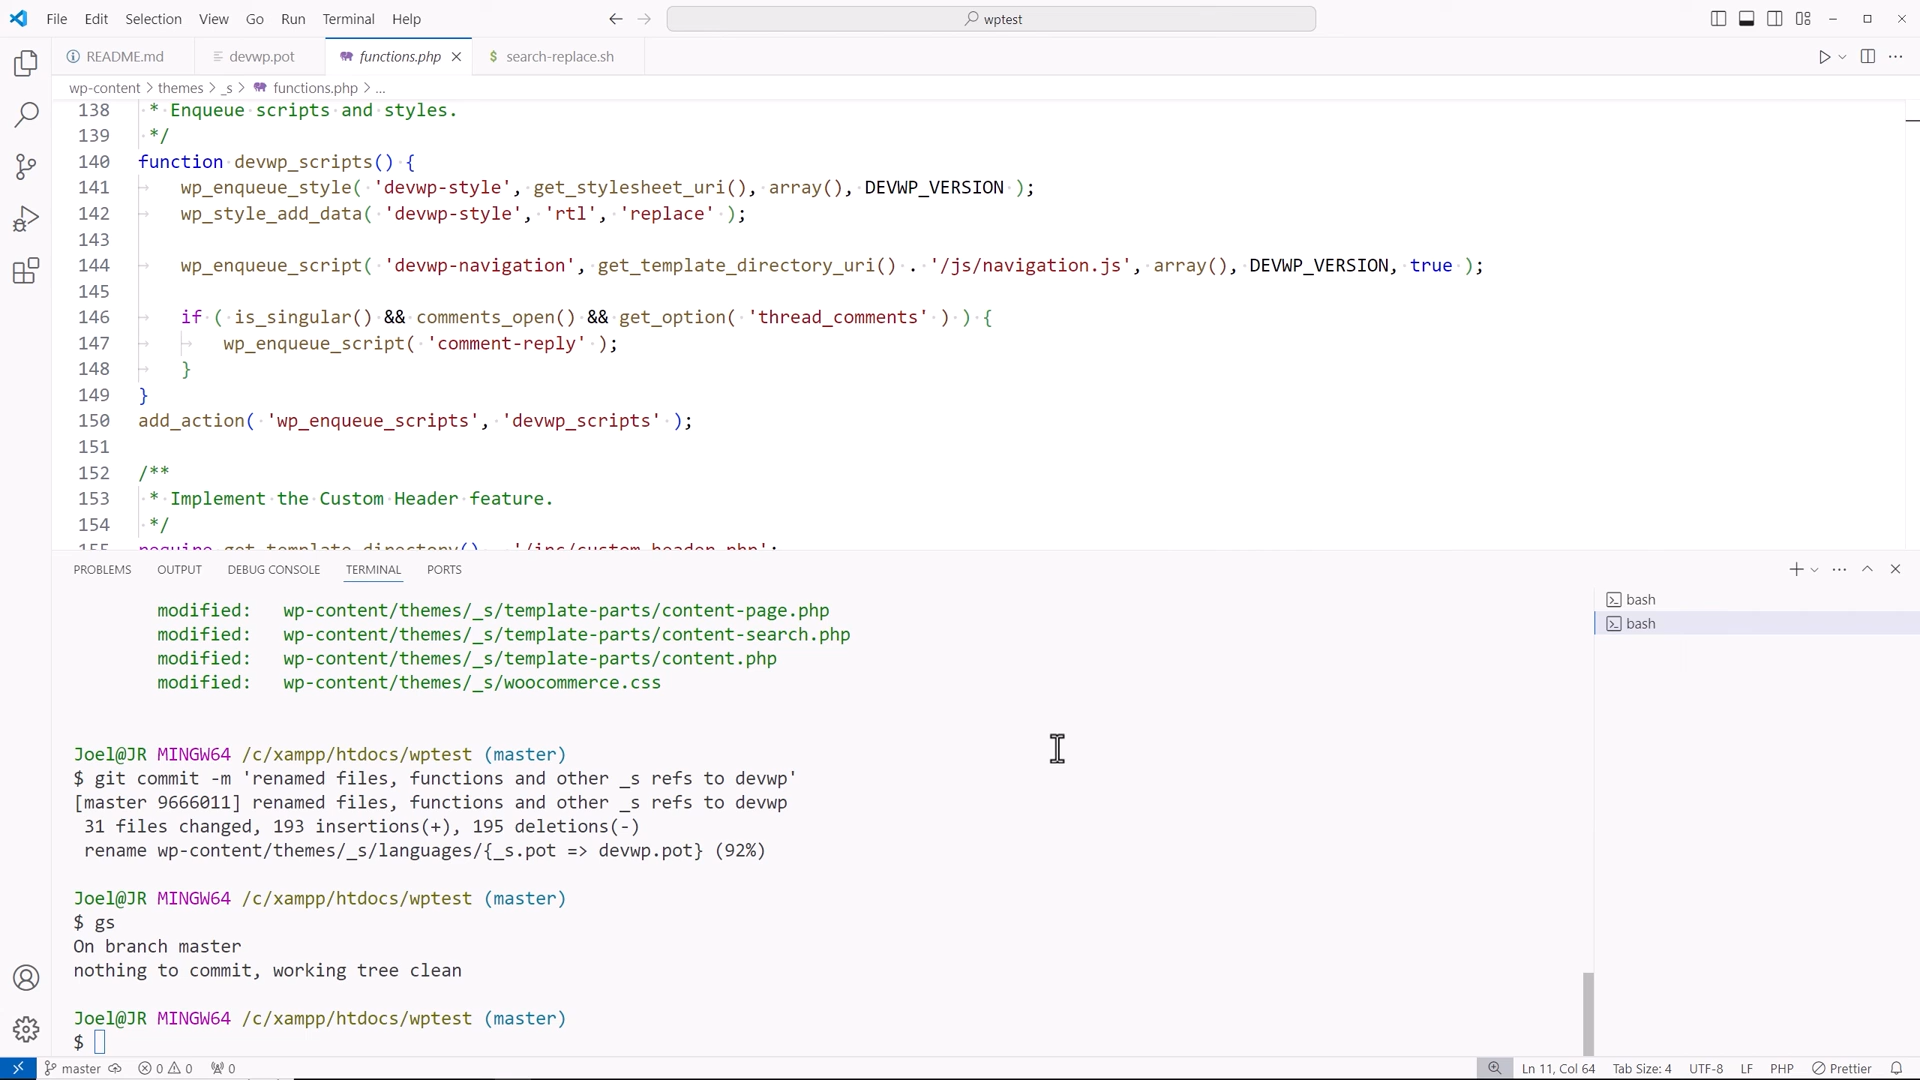 File Edit Selection View Go Run Terminal Help
wptest
README.md
devwp.pot
functions.php
search-replace.sh
wp-content > themes > _s > functions.php > ...
138 * Enqueue scripts and styles.
139 */
140 function devwp_scripts() {
141 wp_enqueue_style( 'devwp-style', get_stylesheet_uri(), array(), DEVWP_VERSION );
142 wp_style_add_data( 'devwp-style', 'rtl', 'replace' );
143
144 wp_enqueue_script( 'devwp-navigation', get_template_directory_uri() . '/js/navigation.js', array(), DEVWP_VERSION, true );
145
146 if ( is_singular() && comments_open() && get_option( 'thread_comments' ) ) {
147 wp_enqueue_script( 'comment-reply' );
148 }
149 }
150 add_action( 'wp_enqueue_scripts', 'devwp_scripts' );
151
152 /**
153 * Implement the Custom Header feature.
154 */
155 require get_template_directory() . '/inc/custom-header.php';
PROBLEMS OUTPUT DEBUG CONSOLE TERMINAL PORTS
modified: wp-content/themes/_s/template-parts/content-page.php
modified: wp-content/themes/_s/template-parts/content-search.php
modified: wp-content/themes/_s/template-parts/content.php
modified: wp-content/themes/_s/woocommerce.css
Joel@JR MINGW64 /c/xampp/htdocs/wptest (master)
$ git commit -m 'renamed files, functions and other _s refs to devwp'
[master 9666011] renamed files, functions and other _s refs to devwp
31 files changed, 193 insertions(+), 195 deletions(-)
rename wp-content/themes/_s/languages/{_s.pot => devwp.pot} (92%)
Joel@JR MINGW64 /c/xampp/htdocs/wptest (master)
$ gs
On branch master
nothing to commit, working tree clean
Joel@JR MINGW64 /c/xampp/htdocs/wptest (master)
$
bash
bash
master 0 0 0 Ln 11, Col 64 Tab Size: 4 UTF-8 LF PHP Prettier